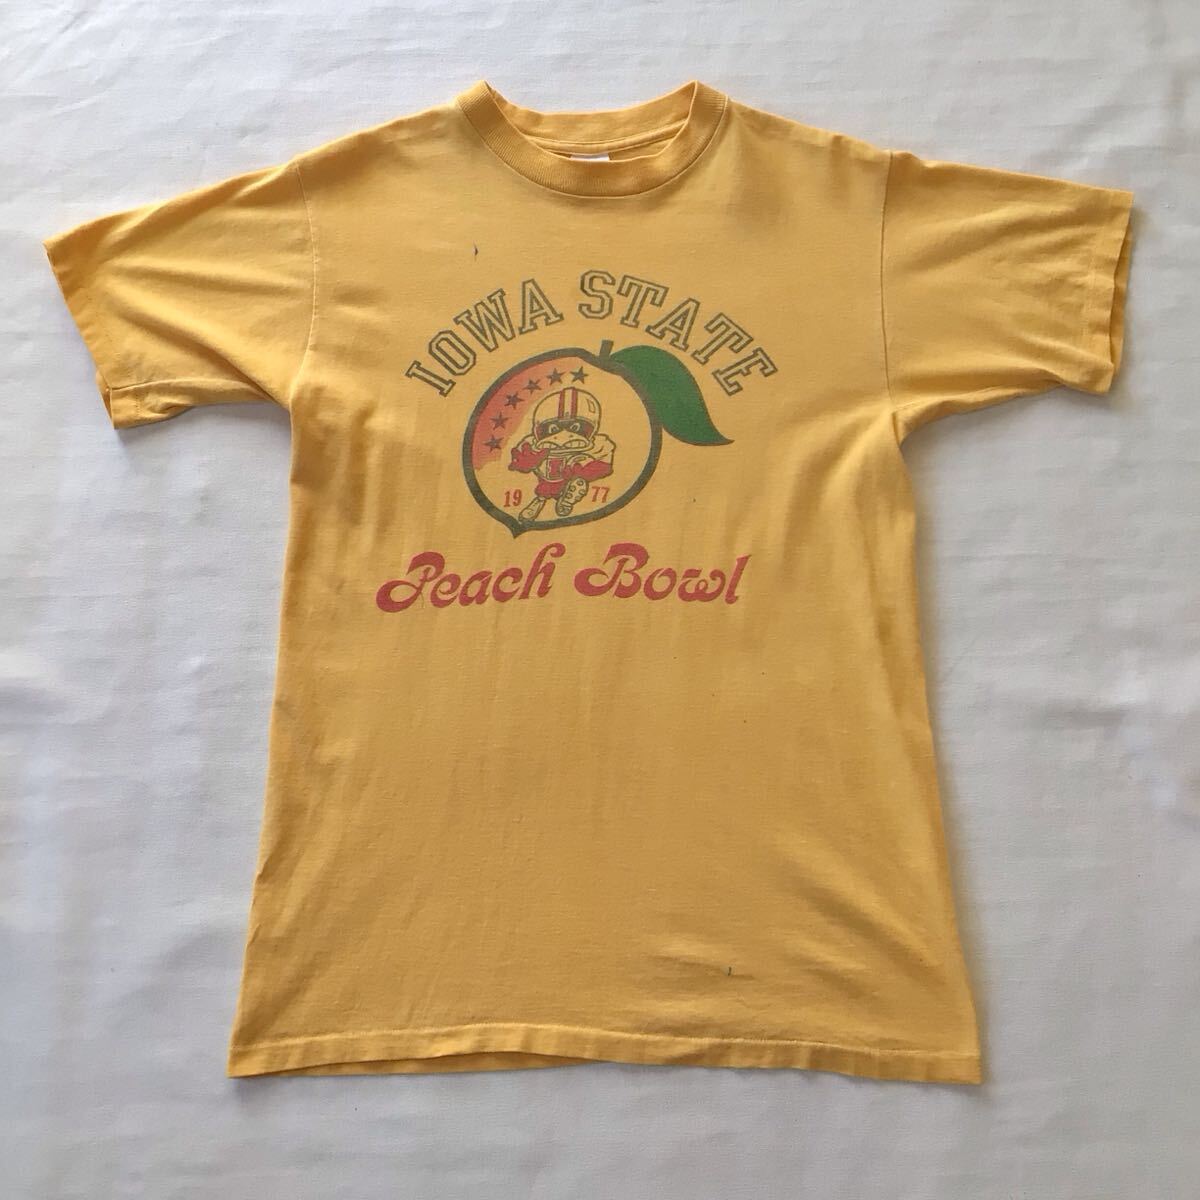 IOWA STATE
I
19 77
Peach Bowl